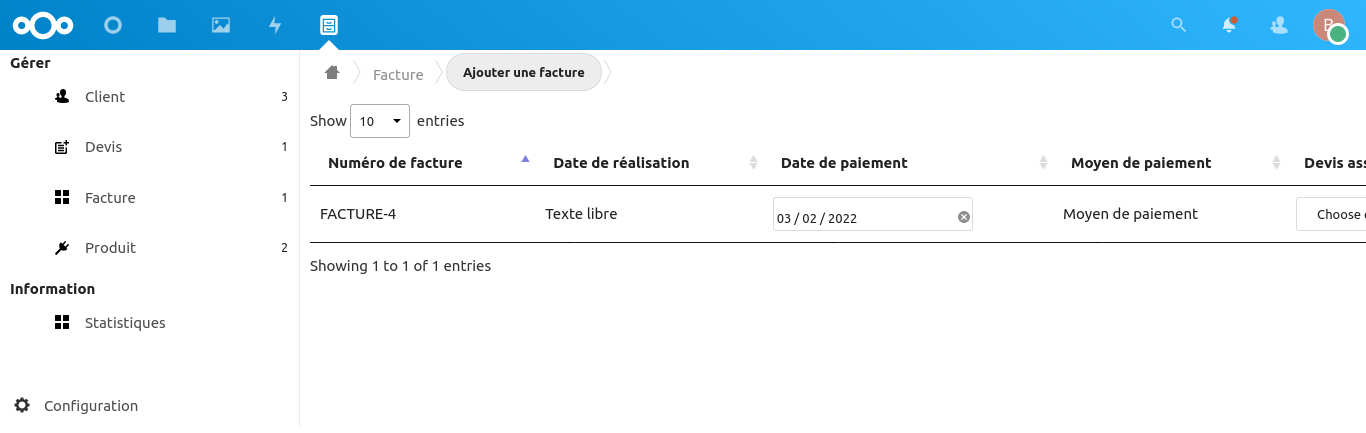 B
Gérer
Client 3
Devis 1
Facture 1
Produit 2
Information
Statistiques
Configuration
Facture Ajouter une facture
Show 10 entries
Numéro de facture Date de réalisation Date de paiement Moyen de paiement Devis ass
FACTURE-4 Texte libre 03 / 02 / 2022 Moyen de paiement Choose
Showing 1 to 1 of 1 entries